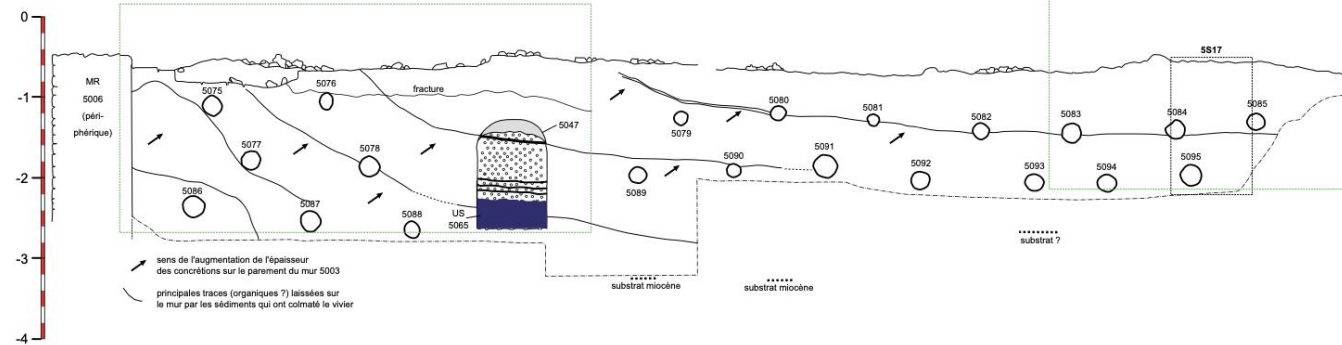 0
-1
-2
-3
-4
MR
5006
(péri-
phérique)
5075
5076
fracture
5077
5078
5086
5087
5088
5047
US
5065
5079
5080
5081
5082
5083
5S17
5084
5085
5089
5090
5091
5092
5093
5094
5095
substrat miocène
substrat miocène
substrat ?
sens de l'augmentation de l'épaisseur
des concrétions sur le parement du mur 5003
principales traces (organiques ?) laissées sur
le mur par les sédiments qui ont colmaté le vivier